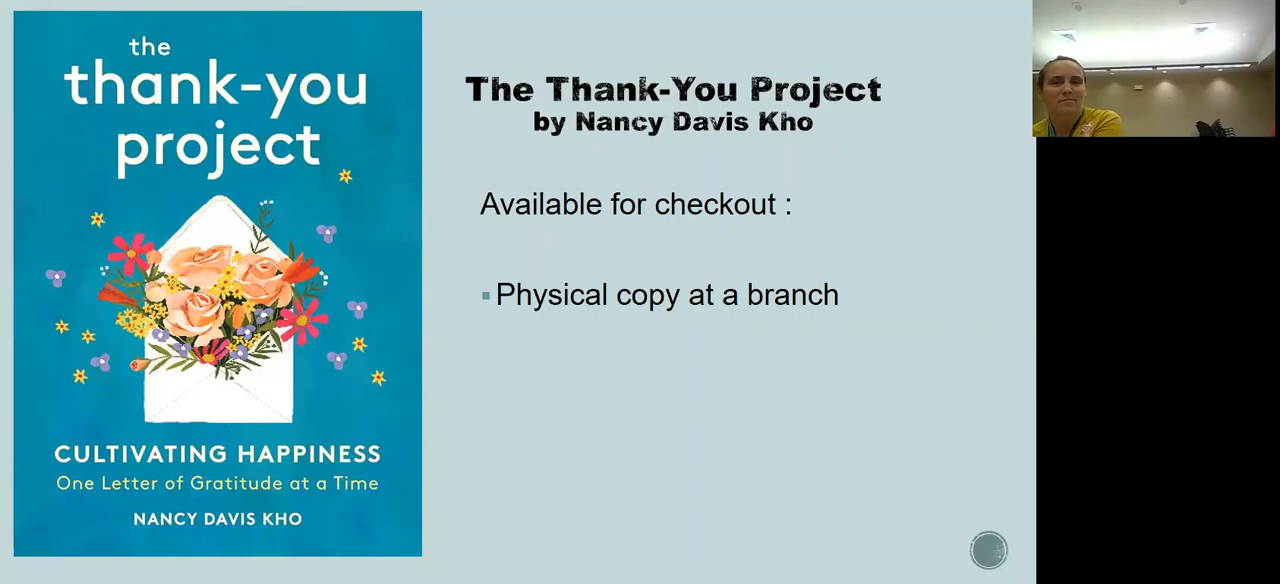 the
thank-you
project
CULTIVATING HAPPINESS
One Letter of Gratitude at a Time
NANCY DAVIS KHO
The Thank-You Project
by Nancy Davis Kho
Available for checkout :
▪ Physical copy at a branch